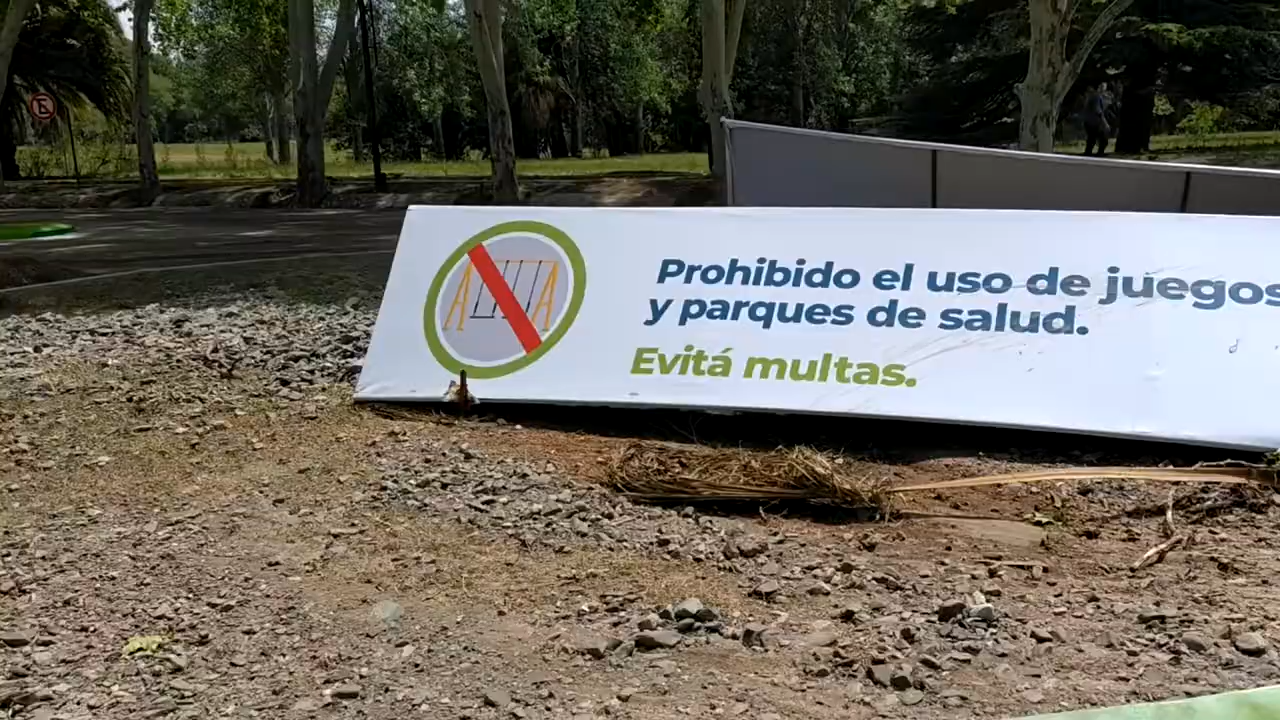 Prohibido el uso de juegos
y parques de salud.
Evitá multas.